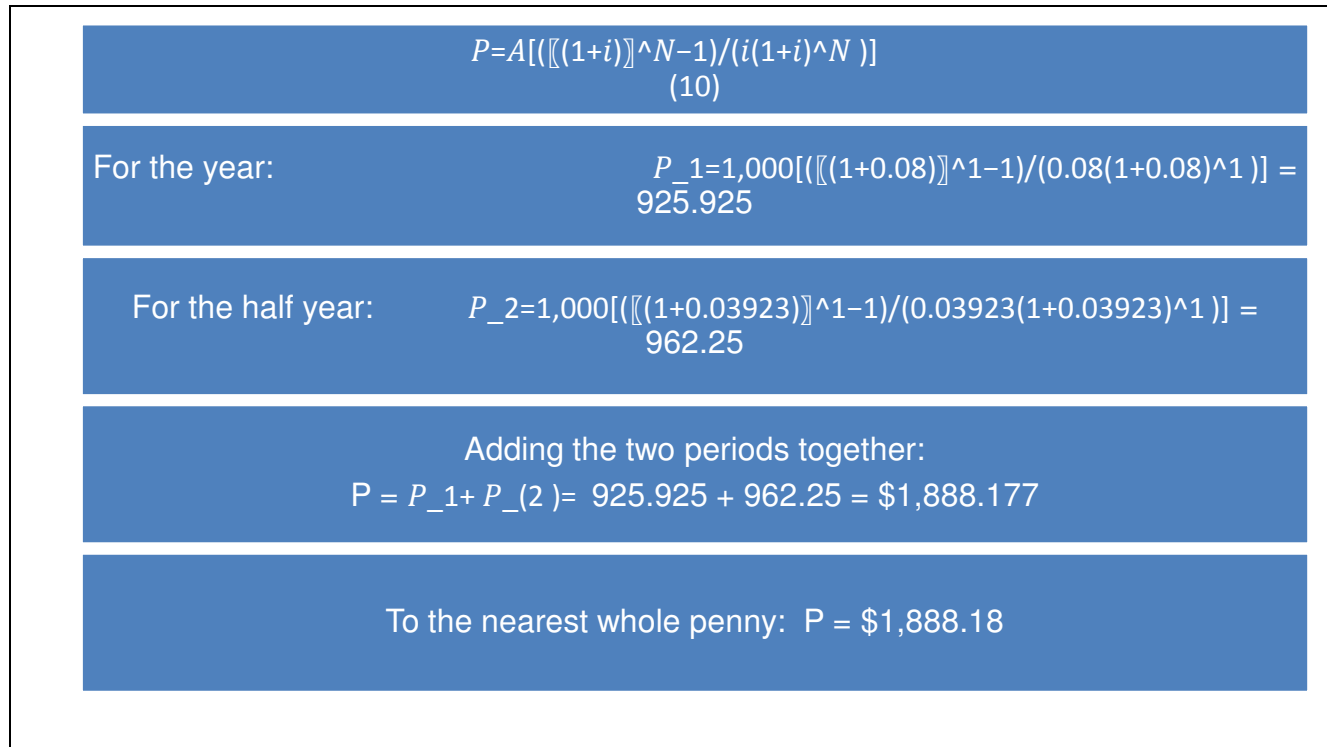 P=A[(〖(1+i)〗^N−1)/(i(1+i)^N )]
(10)
For the year: P_1=1,000[(〖(1+0.08)〗^1−1)/(0.08(1+0.08)^1 )] =
925.925
For the half year: P_2=1,000[(〖(1+0.03923)〗^1−1)/(0.03923(1+0.03923)^1 )] =
962.25
Adding the two periods together:
P = P_1+ P_(2 )= 925.925 + 962.25 = $1,888.177
To the nearest whole penny: P = $1,888.18